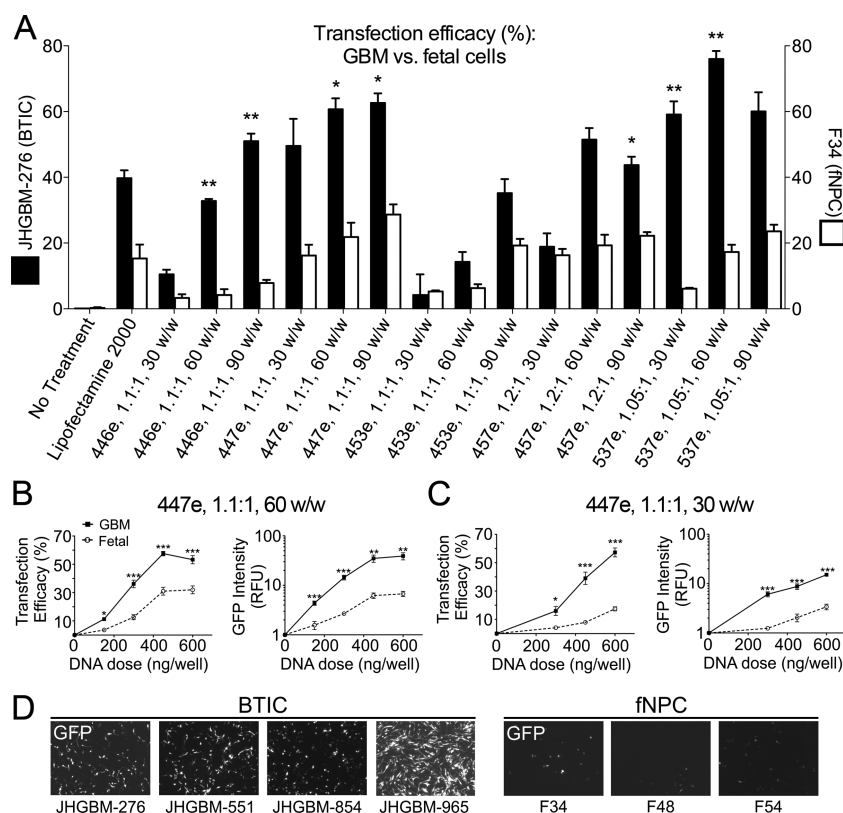 A
Transfection efficacy (%):
GBM vs. fetal cells
JHGBM-276 (BTIC)
F34 (fNPC)
80
60
40
20
0
80
60
40
20
0
** ** * * * ** **
No Treatment
Lipofectamine 2000
446e, 1.1:1, 30 w/w
446e, 1.1:1, 60 w/w
446e, 1.1:1, 90 w/w
447e, 1.1:1, 30 w/w
447e, 1.1:1, 60 w/w
447e, 1.1:1, 90 w/w
453e, 1.1:1, 30 w/w
453e, 1.1:1, 60 w/w
453e, 1.1:1, 90 w/w
457e, 1.2:1, 30 w/w
457e, 1.2:1, 60 w/w
457e, 1.2:1, 90 w/w
537e, 1.05:1, 30 w/w
537e, 1.05:1, 60 w/w
537e, 1.05:1, 90 w/w
B
447e, 1.1:1, 60 w/w
Transfection
Efficacy (%)
70
50
30
10
GBM
Fetal
* *** *** ***
0 200 400 600
DNA dose (ng/well)
GFP Intensity
(RFU)
100
10
1
*** *** ** **
0 200 400 600
DNA dose (ng/well)
C
447e, 1.1:1, 30 w/w
Transfection
Efficacy (%)
70
50
30
10
* *** ***
0 200 400 600
DNA dose (ng/well)
GFP Intensity
(RFU)
100
10
1
*** *** ***
0 200 400 600
DNA dose (ng/well)
D
BTIC
GFP
JHGBM-276 JHGBM-551 JHGBM-854 JHGBM-965
fNPC
GFP
F34 F48 F54